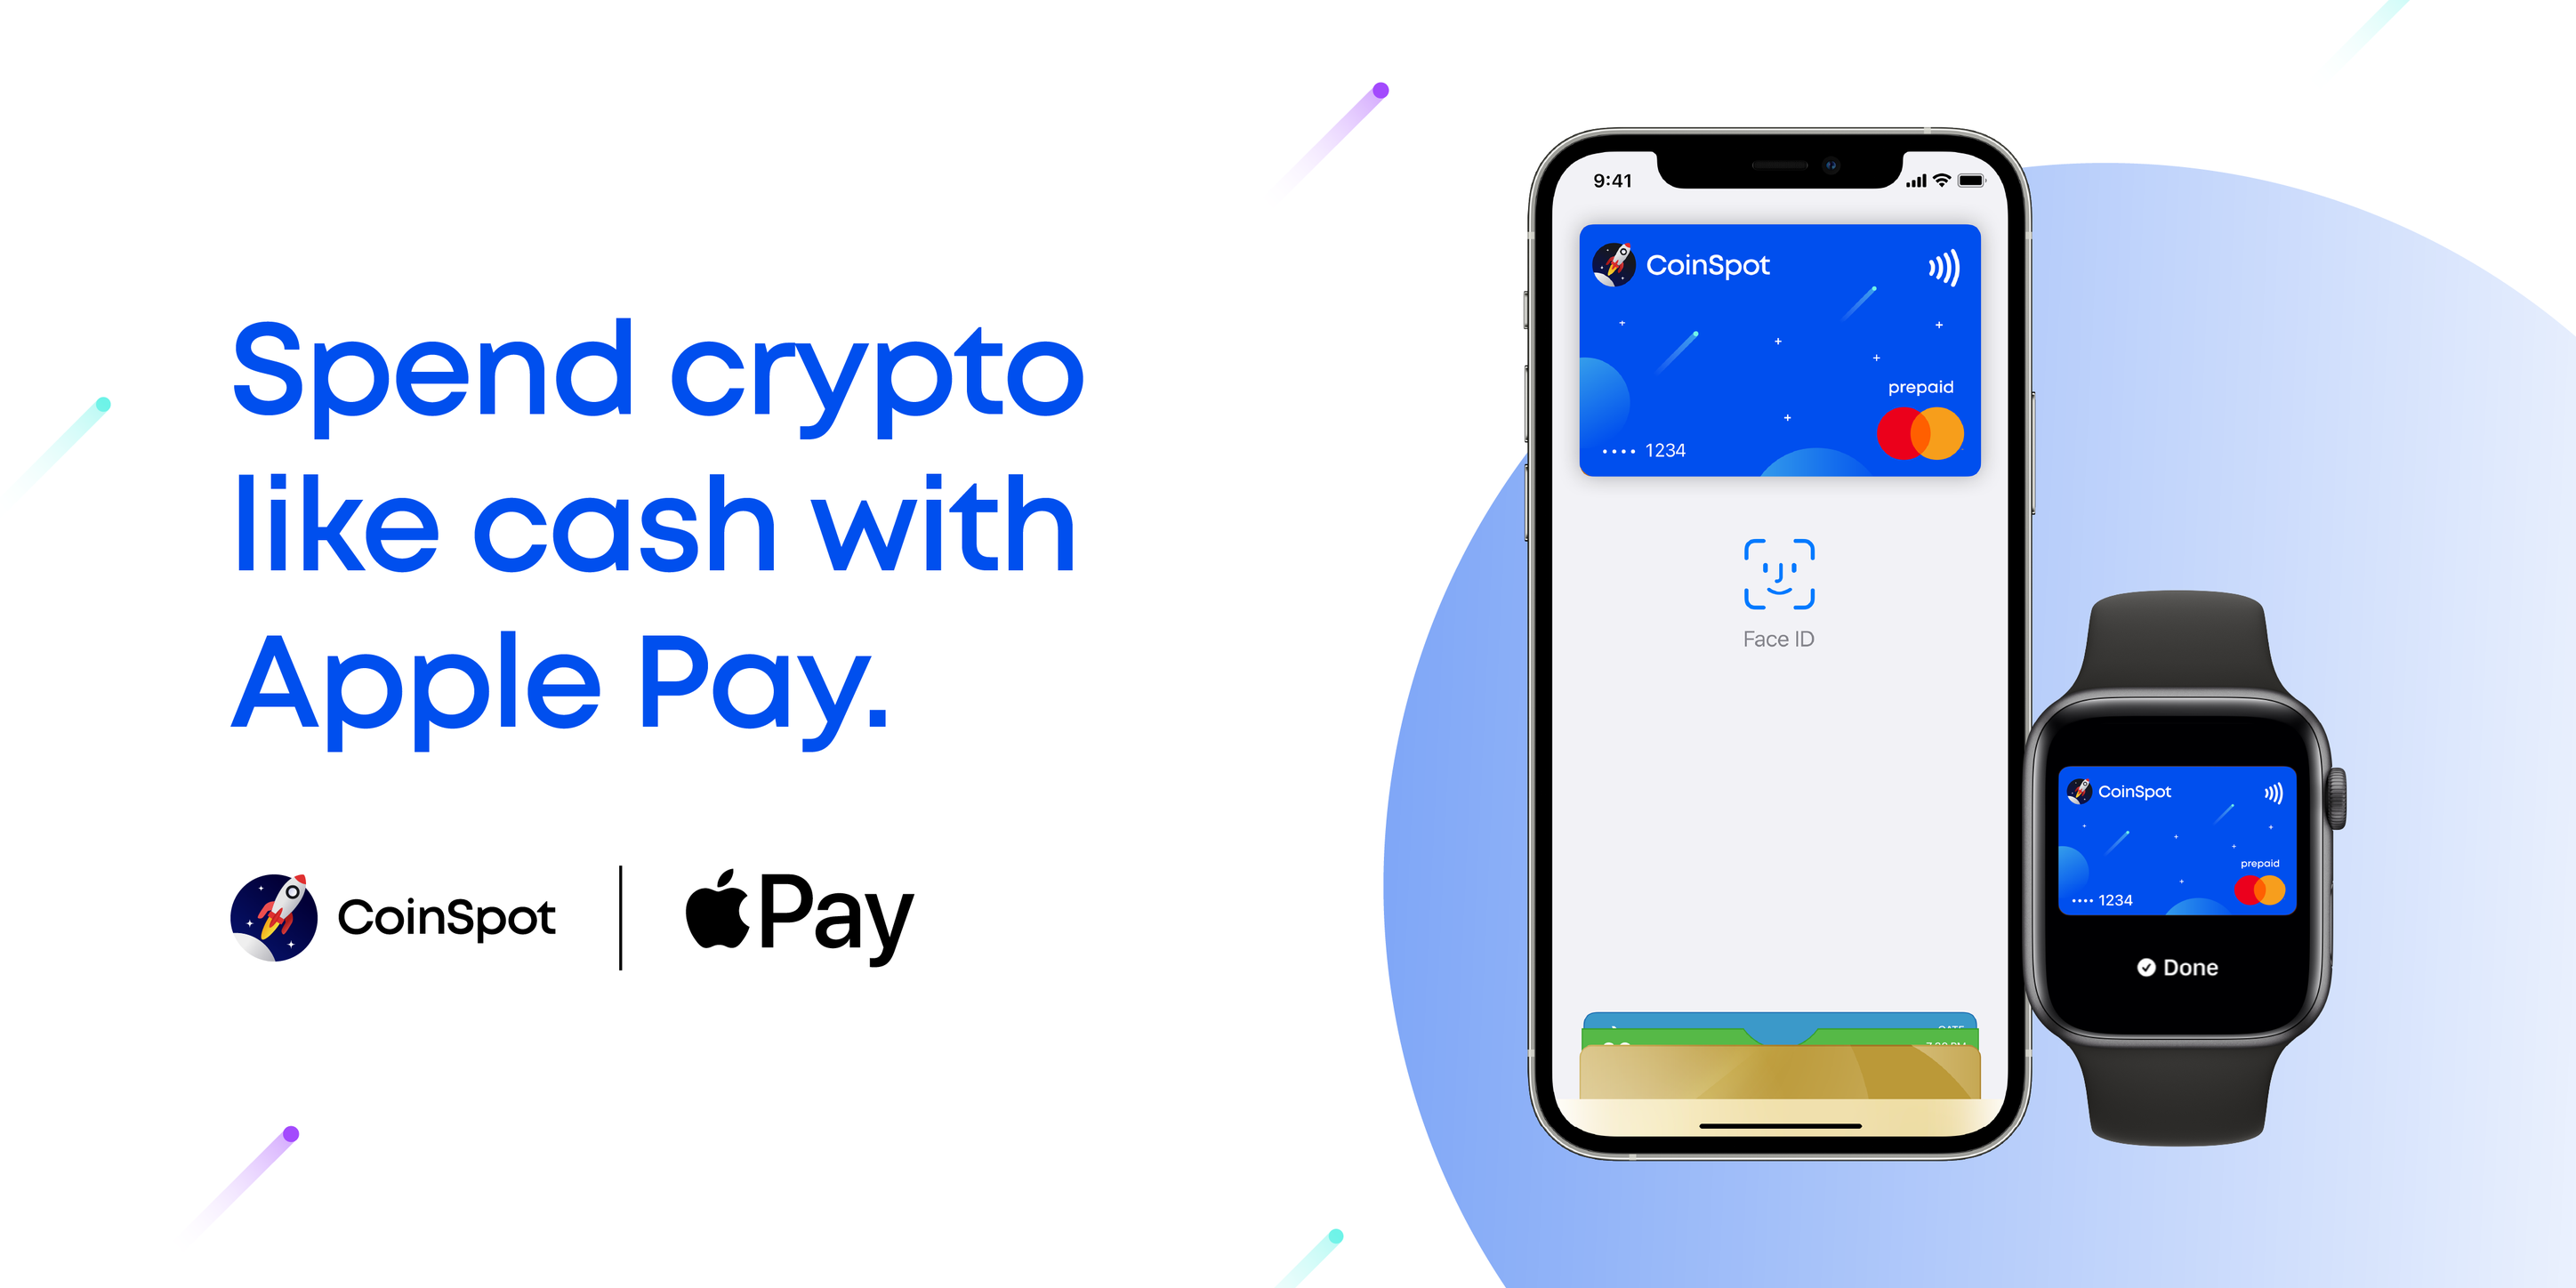 Spend crypto
like cash with
Apple Pay.
CoinSpot
Pay
9:41
CoinSpot
prepaid
•••• 1234
Face ID
CoinSpot
prepaid
•••• 1234
Done